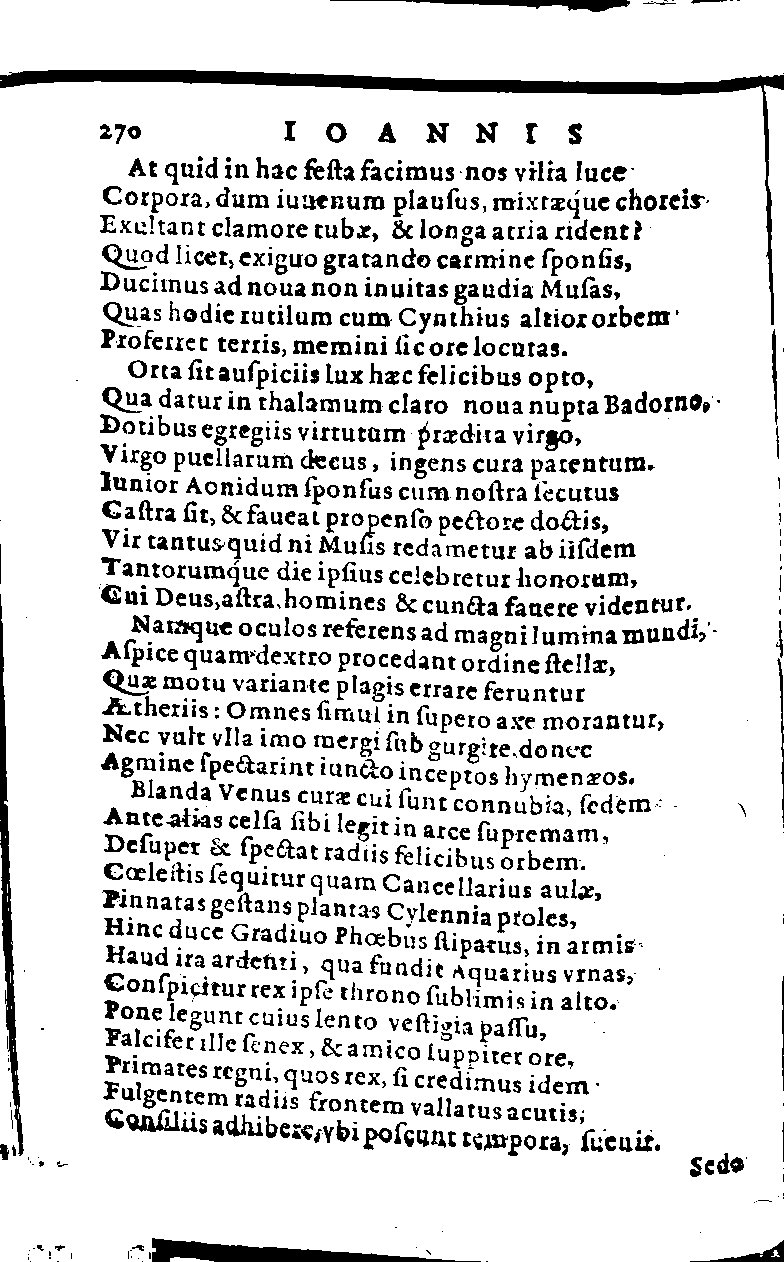 270 IOANNIS
At quid in hac feſta facimus nos vilia luce
Corpora, dum iuuenum plauſus, mixtæq́ue choreis
Exultant clamore tubæ, & longa atria rident?
Quod licet, exiguo gratando carmine ſponſis,
Ducimus ad noua non inuitas gaudia Muſas,
Quas hodie rutilum cum Cynthius altior orbem
Proferret terris, memini ſic ore locutas.
Orta ſit auſpiciis lux hæc felicibus opto,
Qua datur in thalamum claro noua nupta Badorno,
Dotibus egregiis virtutum prædita virgo,
Virgo puellarum decus, ingens cura parentum.
Iunior Aonidum ſponſus cum noſtra ſecutus
Caſtra ſit, & faueat propenſo pectore doctis,
Vir tantus quid ni Muſis redametur ab iiſdem
Tantorumq́ue die ipſius celebretur honorum,
Cui Deus, aſtra, homines & cuncta fauere videntur.
Namque oculos referens ad magni lumina mundi,
Aſpice quam dextro procedant ordine ſtellæ,
Quæ motu variante plagis errare feruntur
Ætheriis: Omnes ſimul in ſupero axe morantur,
Nec vult vlla imo mergi ſub gurgite, donec
Agmine ſpectarint iuncto inceptos hymenæos.
Blanda Venus curæ cui ſunt connubia, ſedem
Ante alias celſa ſibi legit in arce ſupremam,
Deſuper & ſpectat radiis felicibus orbem.
Cœleſtis ſequitur quam Cancellarius aulæ,
Pinnatas geſtans plantas Cylennia proles,
Hinc duce Gradiuo Phœbus ſtipatus, in armis
Haud ira ardenti, qua fundit Aquarius vrnas,
Conſpicitur rex ipſe throno ſublimis in alto.
Pone legunt cuius lento veſtigia paſſu,
Falcifer ille ſenex, & amico Iuppiter ore,
Primates regni, quos rex, ſi credimus idem
Fulgentem radiis frontem vallatus acutis,
Conſiliis adhibere, vbi poſcunt tempora, ſueuit.
Sedo